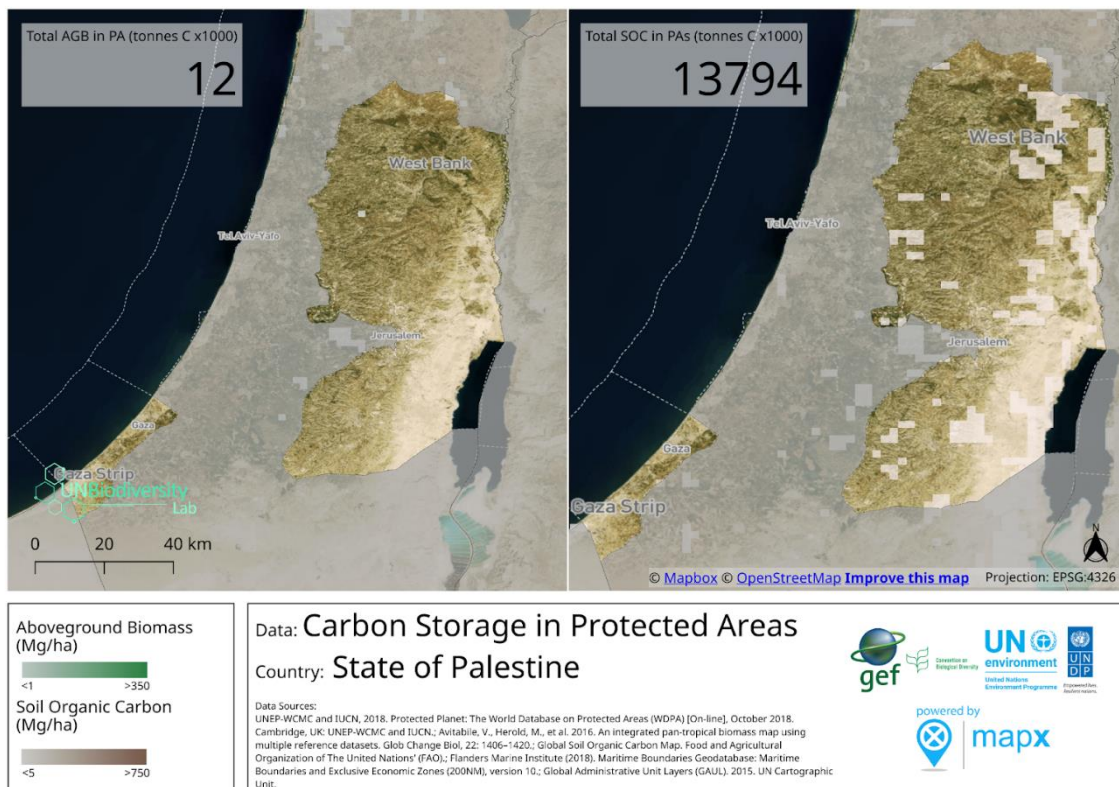 Total AGB in PA (tonnes C x1000)
12
West Bank
Tel Aviv-Yafo
Jerusalem
Gaza
Gaza Strip
UNBiodiversity
Lab
0 20 40 km
Total SOC in PAs (tonnes C x1000)
13794
West Bank
Tel Aviv-Yafo
Jerusalem
Gaza
Gaza Strip
N
© Mapbox © OpenStreetMap Improve this map Projection: EPSG:4326
Aboveground Biomass
(Mg/ha)
<1 >350
Soil Organic Carbon
(Mg/ha)
<5 >750
Data: Carbon Storage in Protected Areas
Country: State of Palestine
Data Sources:
UNEP-WCMC and IUCN, 2018. Protected Planet: The World Database on Protected Areas (WDPA) [On-line], October 2018.
Cambridge, UK: UNEP-WCMC and IUCN.; Avitabile, V., Herold, M., et al. 2016. An integrated pan-tropical biomass map using
multiple reference datasets. Glob Change Biol, 22: 1406–1420.; Global Soil Organic Carbon Map. Food and Agricultural
Organization of The United Nations' (FAO).; Flanders Marine Institute (2018). Maritime Boundaries Geodatabase: Maritime
Boundaries and Exclusive Economic Zones (200NM), version 10.; Global Administrative Unit Layers (GAUL). 2015. UN Cartographic
Unit.
gef
Convention on
Biological Diversity
UN
environment
United Nations
Environment Programme
U N
D P
Empowered lives.
Resilient nations.
powered by
mapx